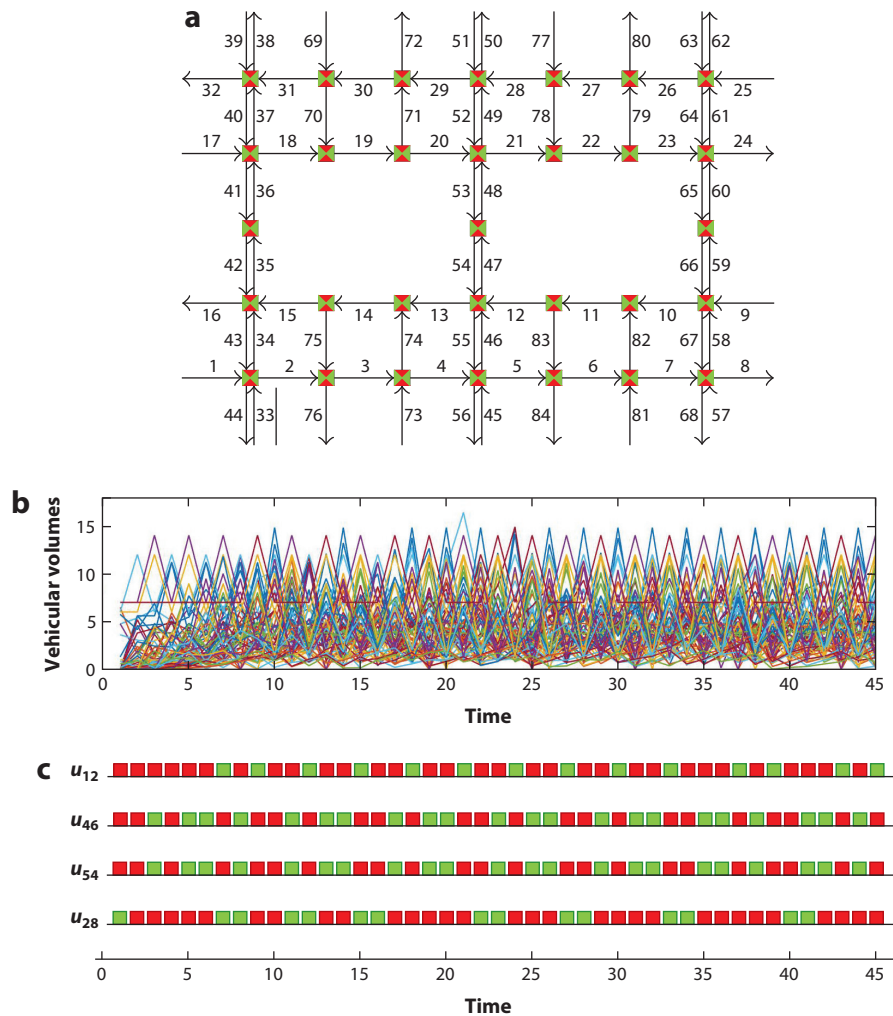 a
39 38 69 72 51 50 77 80 63 62
32 31 30 29 28 27 26 25
40 37 70 71 52 49 78 79 64 61
17 18 19 20 21 22 23 24
41 36 53 48 65 60
42 35 54 47 66 59
16 15 14 13 12 11 10 9
43 34 75 74 55 46 83 82 67 58
1 2 3 4 5 6 7 8
44 33 76 73 56 45 84 81 68 57
b
Vehicular volumes
15
10
5
0
0 5 10 15 20 25 30 35 40 45
Time
c
u12
u46
u54
u28
0 5 10 15 20 25 30 35 40 45
Time